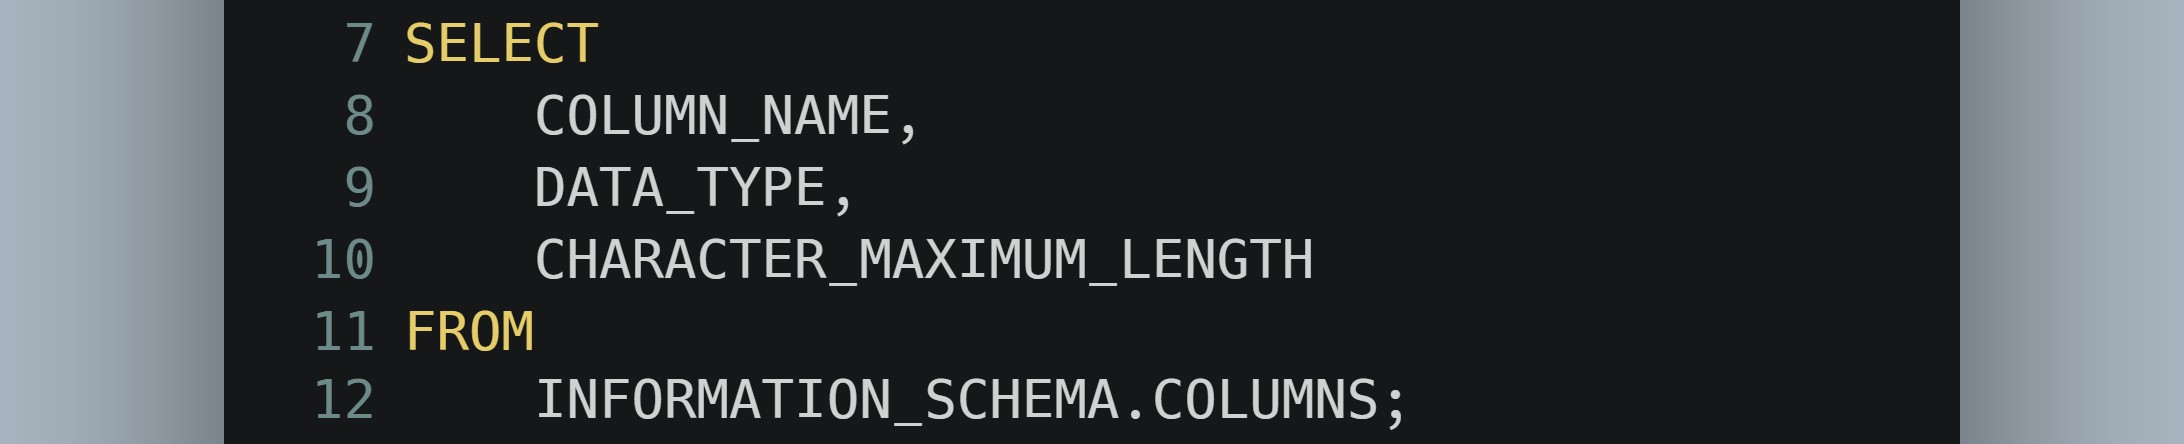 7 SELECT
8     COLUMN_NAME,
9     DATA_TYPE,
10     CHARACTER_MAXIMUM_LENGTH
11 FROM
12     INFORMATION_SCHEMA.COLUMNS;